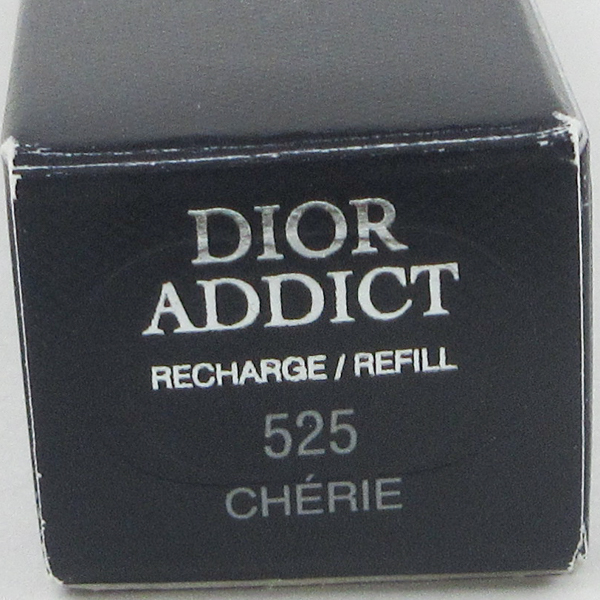 DIOR
ADDICT
RECHARGE / REFILL
525
CHÉRIE